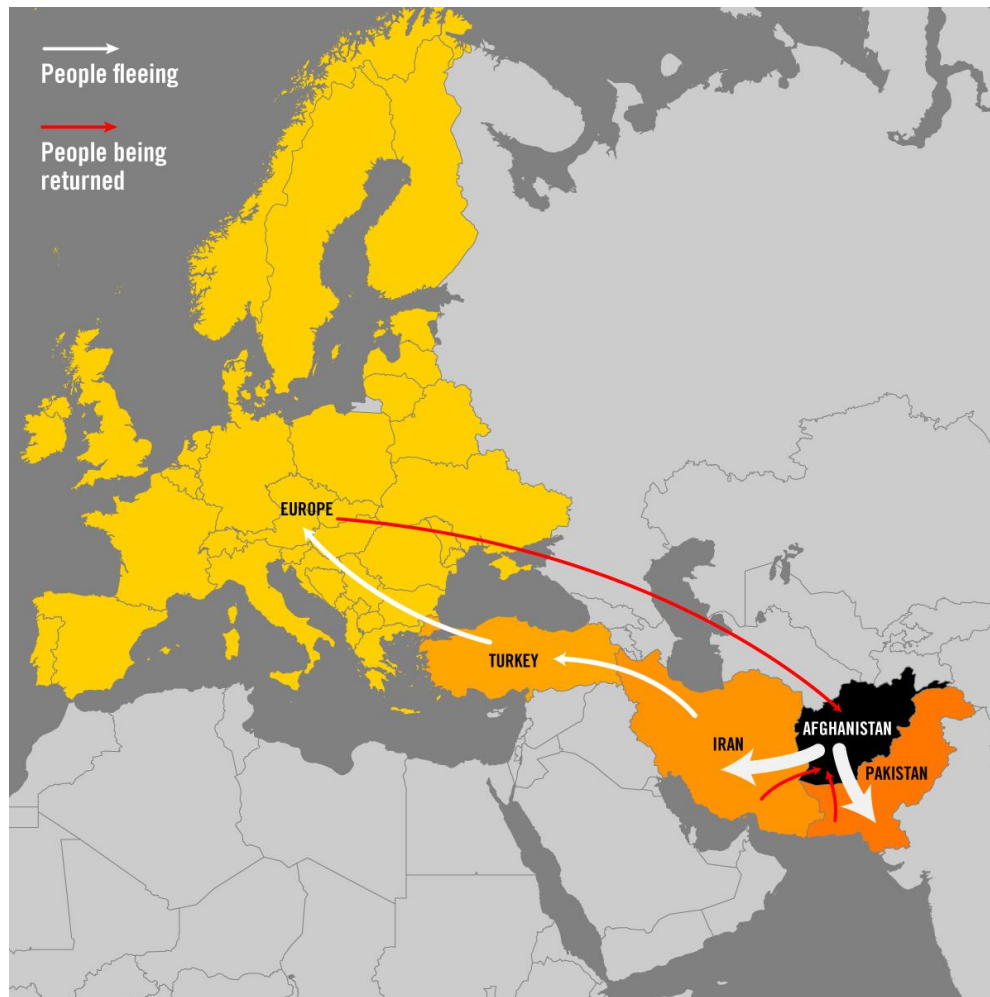 People fleeing
People being
returned
EUROPE
TURKEY
IRAN
AFGHANISTAN
PAKISTAN